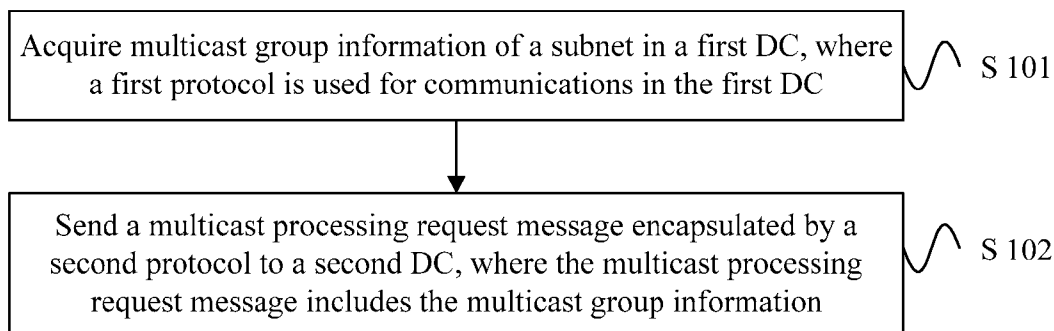 Acquire multicast group information of a subnet in a first DC, where
a first protocol is used for communications in the first DC
S 101
Send a multicast processing request message encapsulated by a
second protocol to a second DC, where the multicast processing
request message includes the multicast group information
S 102